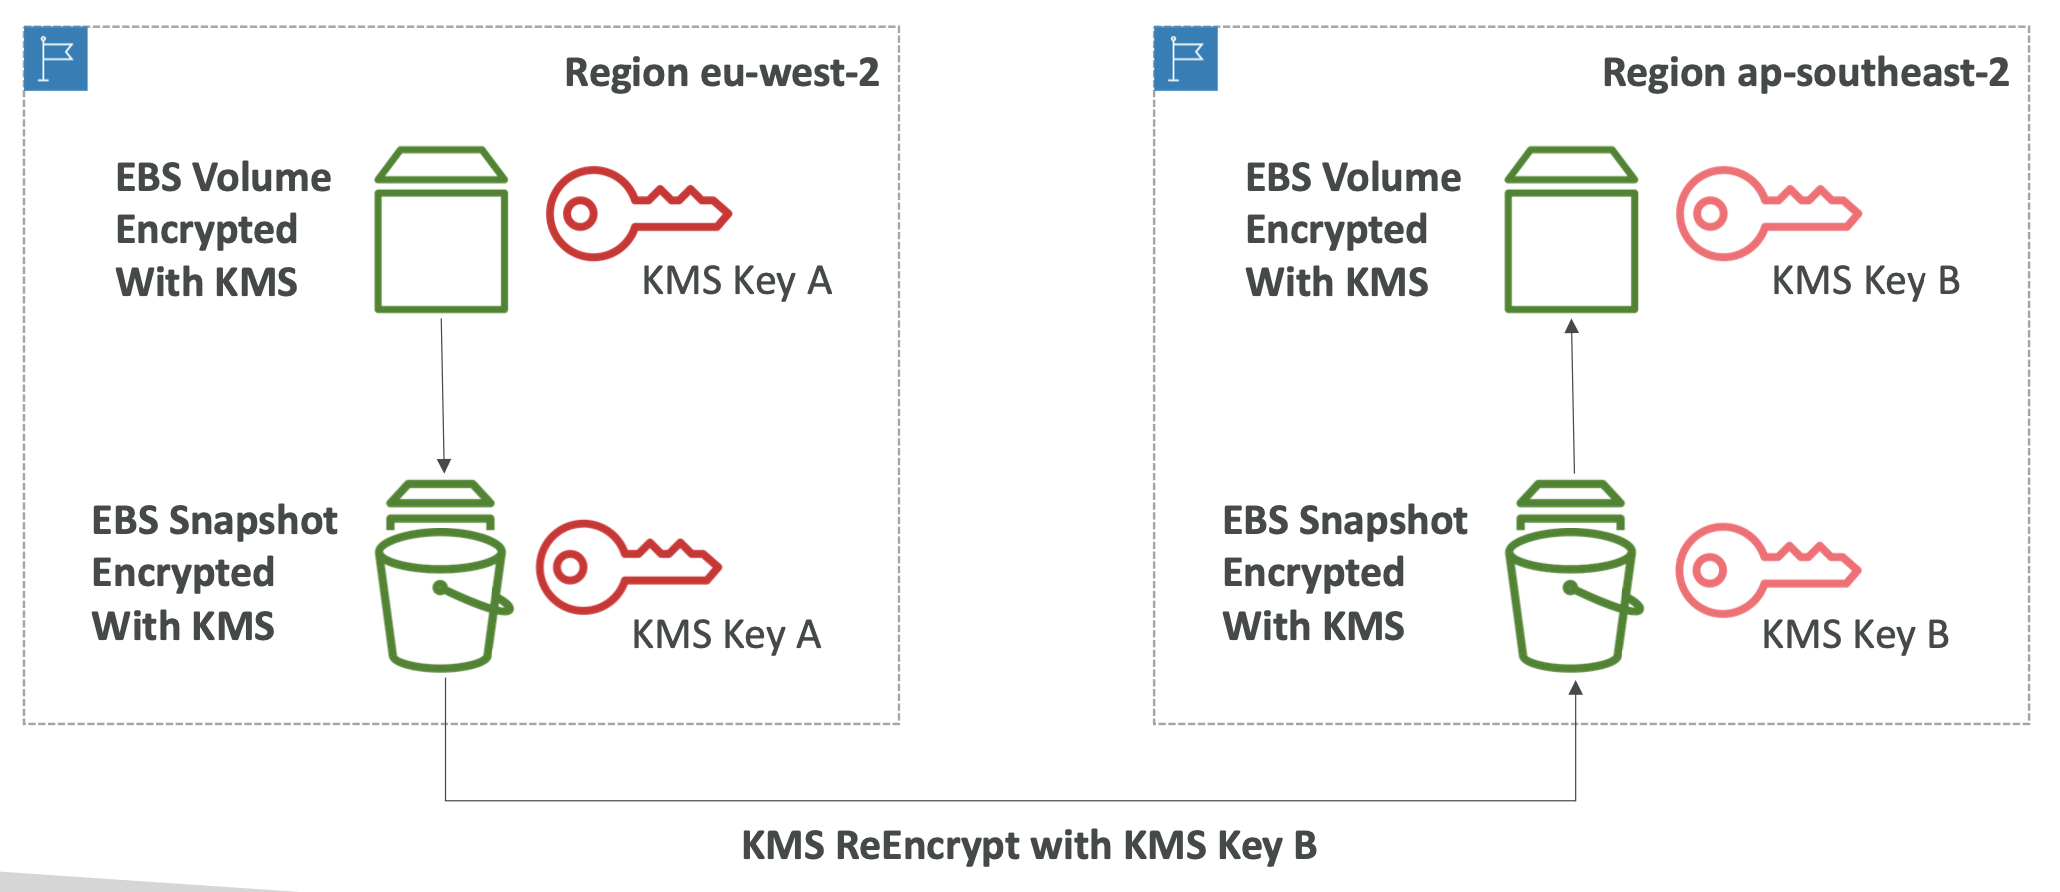 Region eu-west-2
EBS Volume
Encrypted
With KMS
KMS Key A
EBS Snapshot
Encrypted
With KMS
KMS Key A
Region ap-southeast-2
EBS Volume
Encrypted
With KMS
KMS Key B
EBS Snapshot
Encrypted
With KMS
KMS Key B
KMS ReEncrypt with KMS Key B